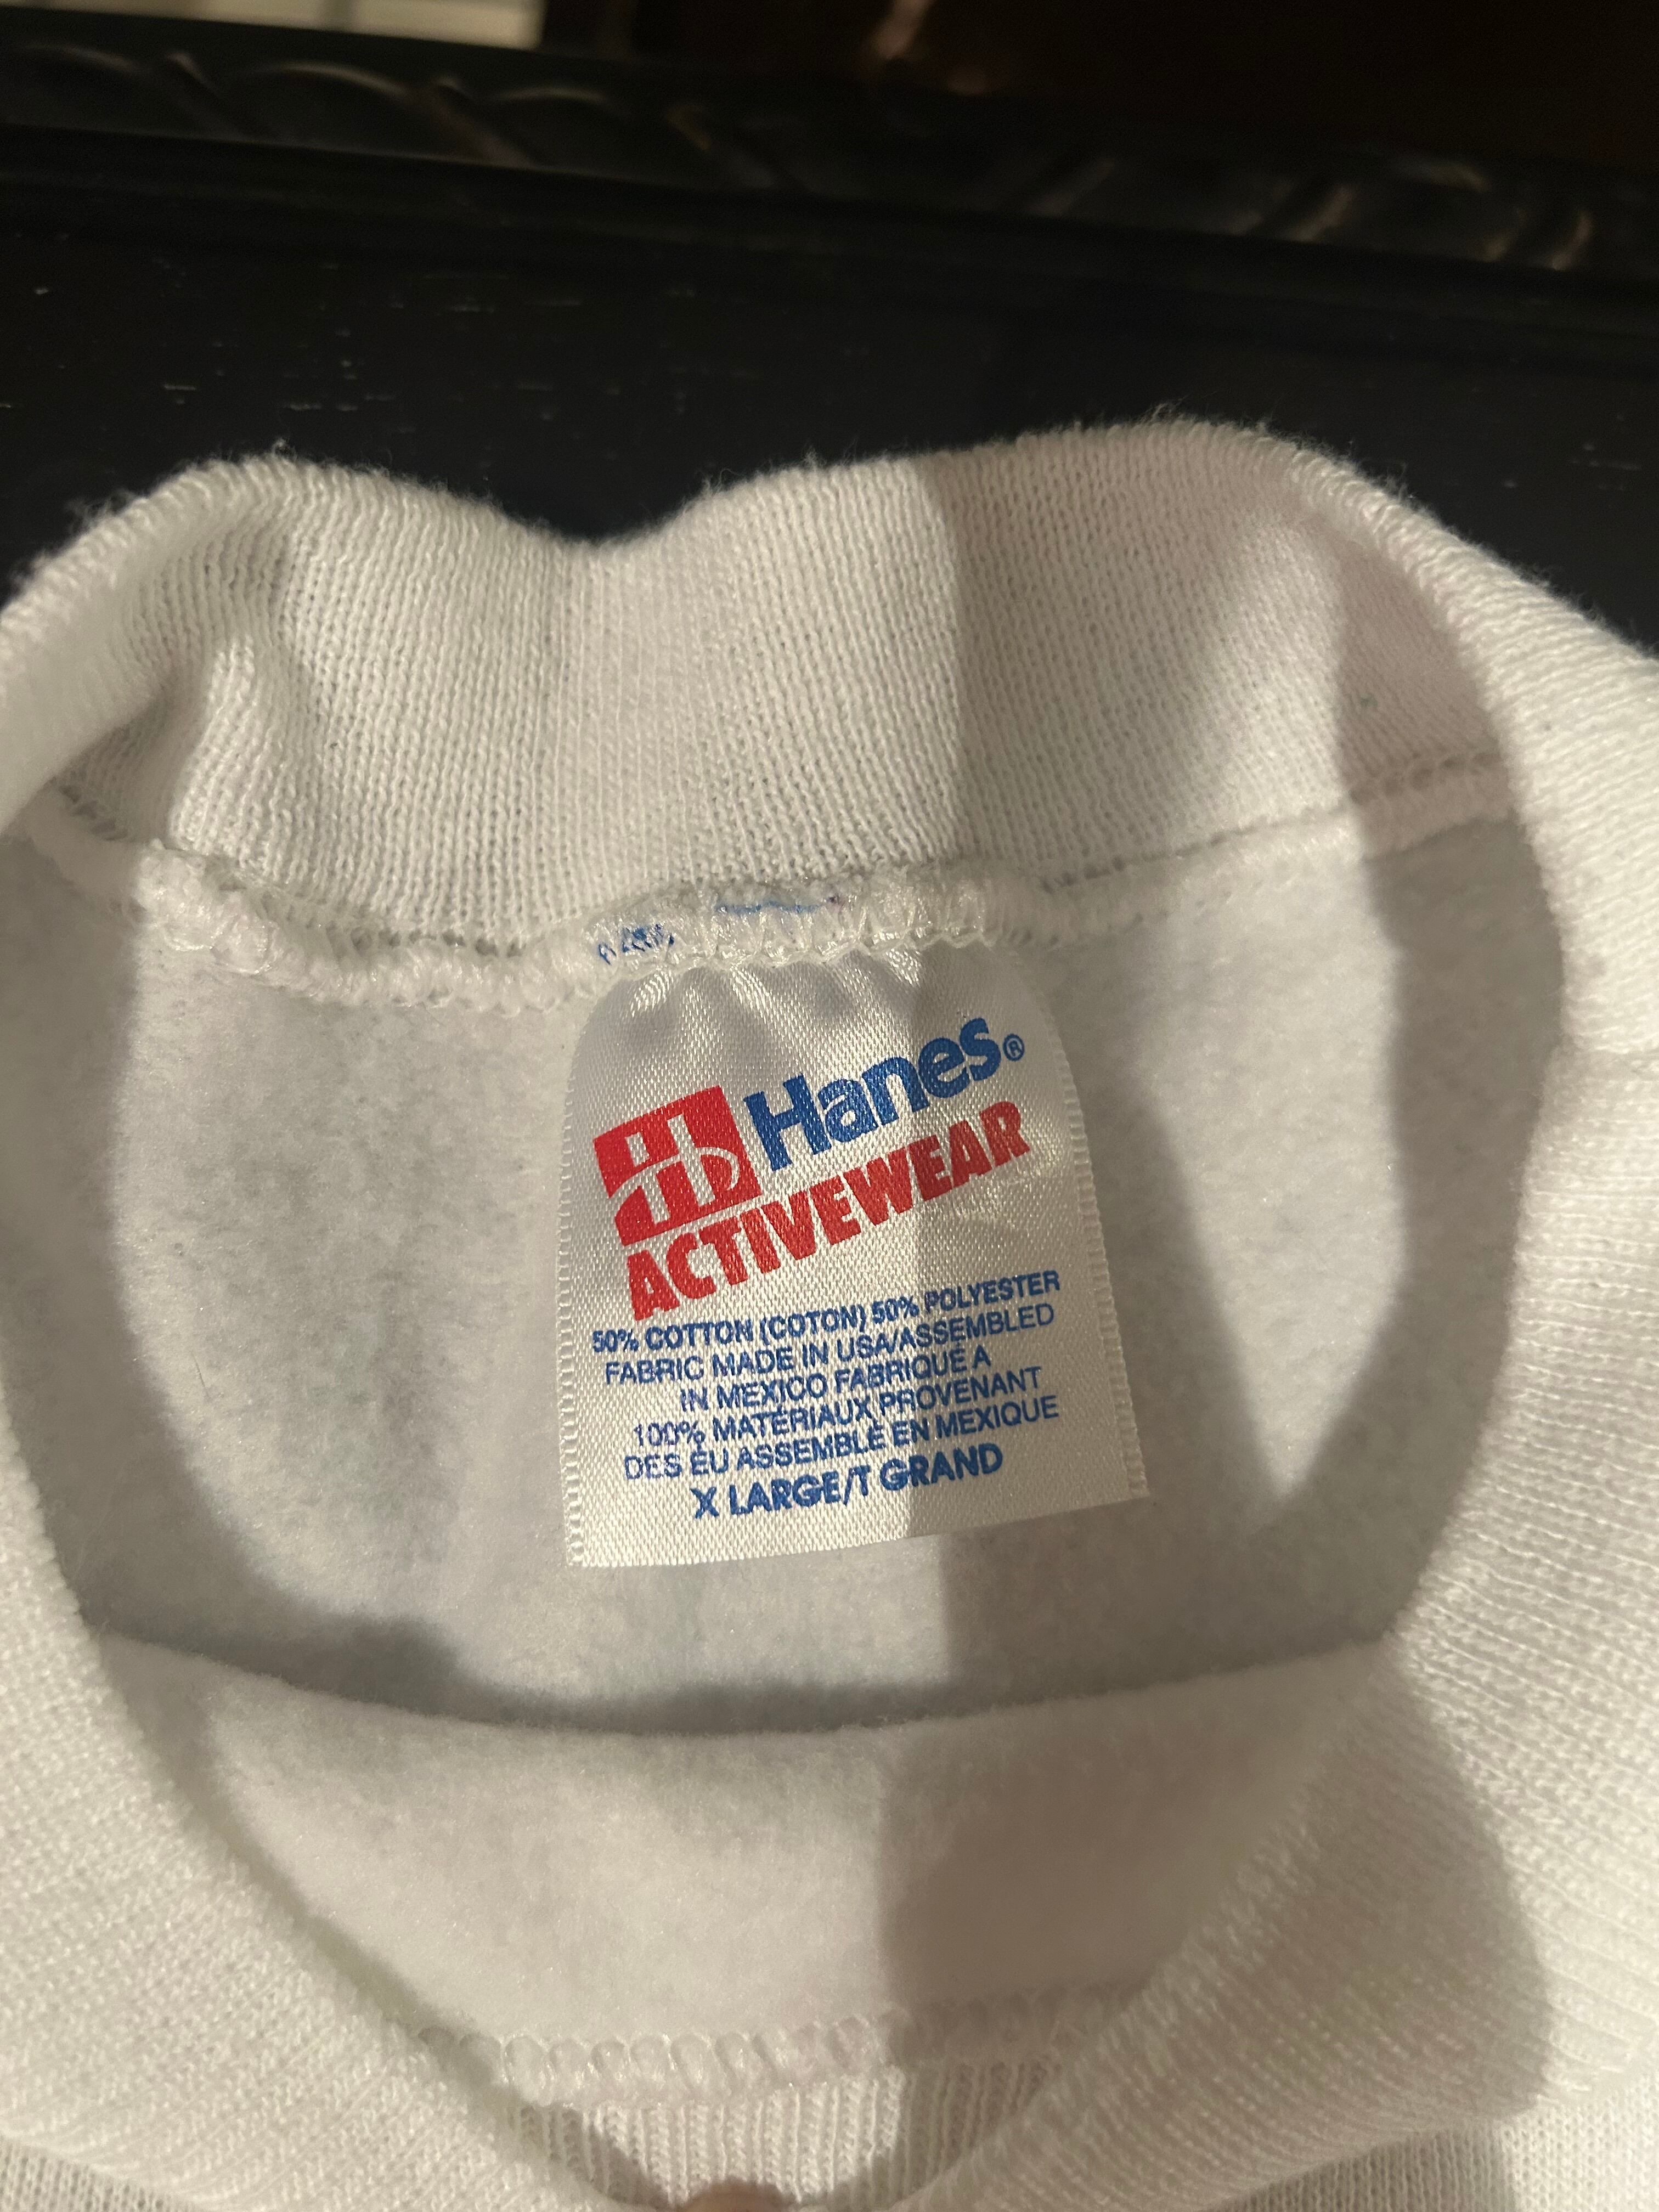 Hanes®
ACTIVEWEAR
50% COTTON (COTON) 50% POLYESTER
FABRIC MADE IN USA/ASSEMBLED
IN MEXICO FABRIQUÉ À
100% MATÉRIAUX PROVENANT
DES ÉU ASSEMBLÉ EN MEXIQUE
X LARGE/T GRAND